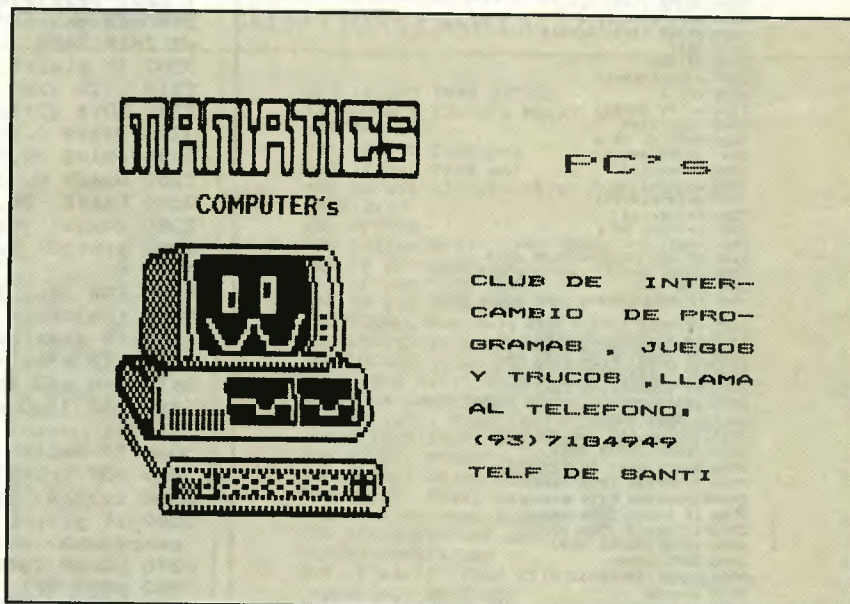 MANIATICS
COMPUTER's
PC's
CLUB DE INTER-
CAMBIO DE PRO-
GRAMAS , JUEGOS
Y TRUCOS ,LLAMA
AL TELEFONO:
(93)7184949
TELF DE SANTI